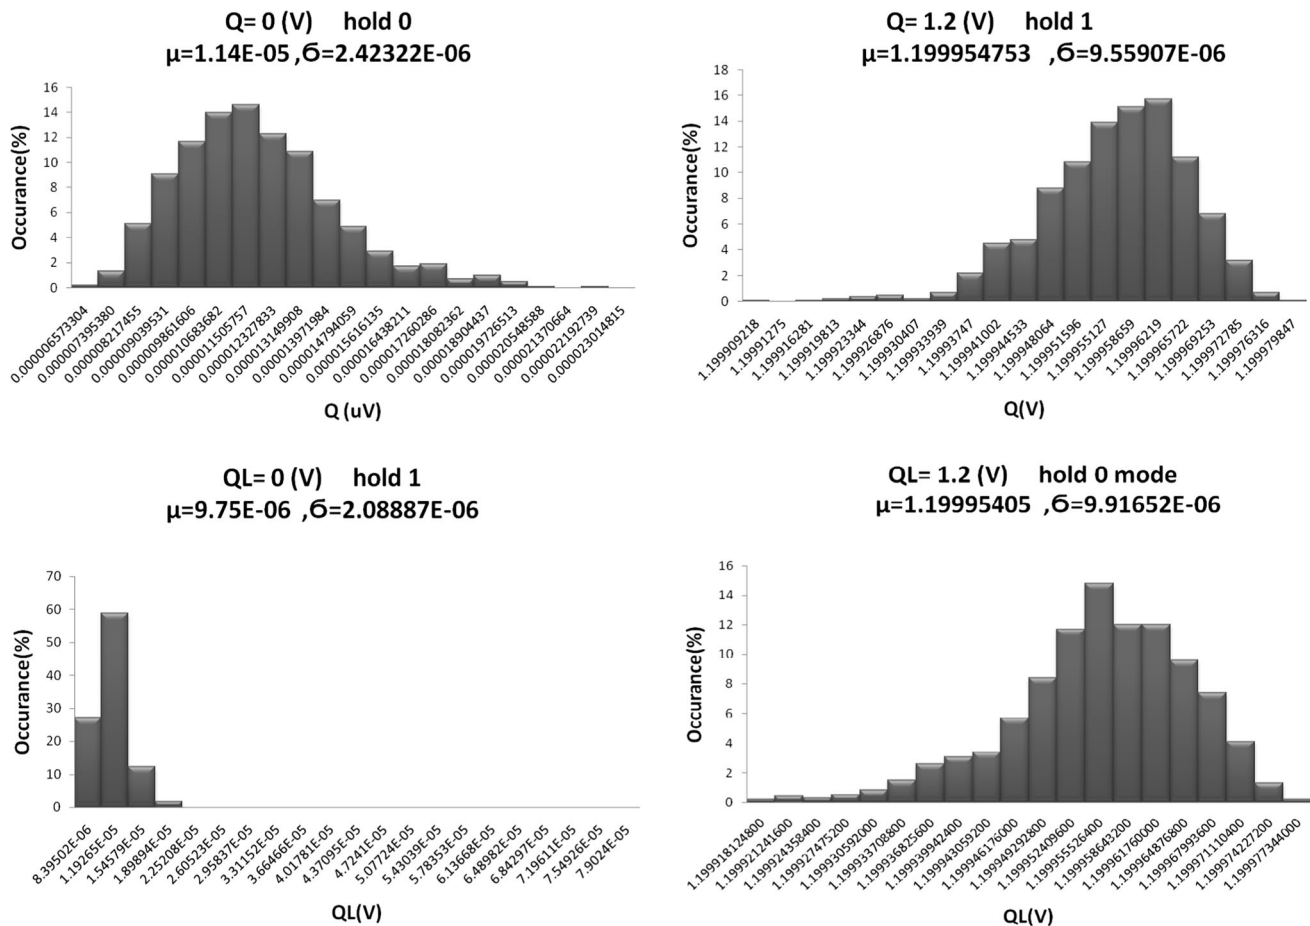 Q= 0 (V) hold 0
μ=1.14E-05 ,б=2.42322E-06
Occurance(%)
16
14
12
10
8
6
4
2
0
0.000006573304
0.000007395380
0.000008217455
0.000009039531
0.000009861606
0.000010683682
0.000011505757
0.000012327833
0.000013149908
0.000013971984
0.000014794059
0.000015616135
0.000016438211
0.000017260286
0.000018082362
0.000018904437
0.000019726513
0.000020548588
0.000021370664
0.000022192739
0.000023014815
Q (uV)
Q= 1.2 (V) hold 1
μ=1.199954753 ,б=9.55907E-06
Occurance(%)
18
16
14
12
10
8
6
4
2
0
1.199909218
1.19991275
1.199916281
1.199919813
1.199923344
1.199926876
1.199930407
1.199933939
1.19993747
1.199941002
1.199944533
1.199948064
1.199951596
1.199955127
1.199958659
1.19996219
1.199965722
1.199969253
1.199972785
1.199976316
1.199979847
Q(V)
QL= 0 (V) hold 1
μ=9.75E-06 ,б=2.08887E-06
Occurance(%)
70
60
50
40
30
20
10
0
8.39502E-06
1.19265E-05
1.54579E-05
1.89894E-05
2.25208E-05
2.60523E-05
2.95837E-05
3.31152E-05
3.66466E-05
4.01781E-05
4.37095E-05
4.7241E-05
5.07724E-05
5.43039E-05
5.78353E-05
6.13668E-05
6.48982E-05
6.84297E-05
7.19611E-05
7.54926E-05
7.9024E-05
QL(V)
QL= 1.2 (V) hold 0 mode
μ=1.19995405 ,б=9.91652E-06
Occurance(%)
16
14
12
10
8
6
4
2
0
1.199918124800
1.199921241600
1.199924358400
1.199927475200
1.199930592000
1.199933708800
1.199936825600
1.199939942400
1.199943059200
1.199946176000
1.199949292800
1.199952409600
1.199955526400
1.199958643200
1.199961760000
1.199964876800
1.199967993600
1.199971110400
1.199974227200
1.199977344000
QL(V)